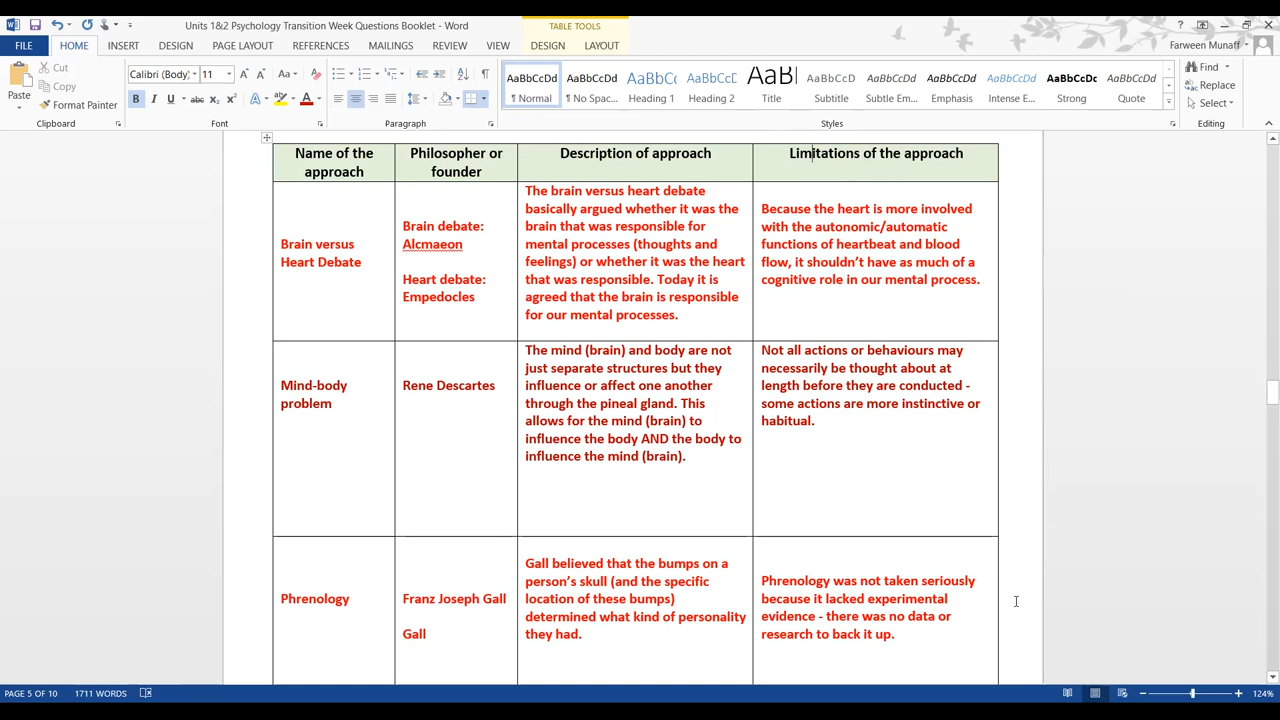 Units 1&2 Psychology Transition Week Questions Booklet - Word
TABLE TOOLS
FILE
HOME
INSERT
DESIGN
PAGE LAYOUT
REFERENCES
MAILINGS
REVIEW
VIEW
DESIGN
LAYOUT
Farween Munaff
Paste
Cut
Copy
Format Painter
Clipboard
Calibri (Body)
11
Font
Paragraph
AaBbCcDd
¶ Normal
AaBbCcDd
¶ No Spac...
AaBbCc
Heading 1
AaBbCcD
Heading 2
AaBb
Title
AaBbCcD
Subtitle
AaBbCcDd
Subtle Em...
AaBbCcDd
Emphasis
AaBbCcDd
Intense E...
AaBbCcDc
Strong
AaBbCcDd
Quote
Styles
Find
Replace
Select
Editing
Name of the
approach
Philosopher or
founder
Description of approach
Limitations of the approach
Brain versus
Heart Debate
Brain debate:
Alcmaeon
Heart debate:
Empedocles
The brain versus heart debate
basically argued whether it was the
brain that was responsible for
mental processes (thoughts and
feelings) or whether it was the heart
that was responsible. Today it is
agreed that the brain is responsible
for our mental processes.
Because the heart is more involved
with the autonomic/automatic
functions of heartbeat and blood
flow, it shouldn't have as much of a
cognitive role in our mental process.
Mind-body
problem
Rene Descartes
The mind (brain) and body are not
just separate structures but they
influence or affect one another
through the pineal gland. This
allows for the mind (brain) to
influence the body AND the body to
influence the mind (brain).
Not all actions or behaviours may
necessarily be thought about at
length before they are conducted -
some actions are more instinctive or
habitual.
Phrenology
Franz Joseph Gall
Gall
Gall believed that the bumps on a
person's skull (and the specific
location of these bumps)
determined what kind of personality
they had.
Phrenology was not taken seriously
because it lacked experimental
evidence - there was no data or
research to back it up.
PAGE 5 OF 10
1711 WORDS
124%